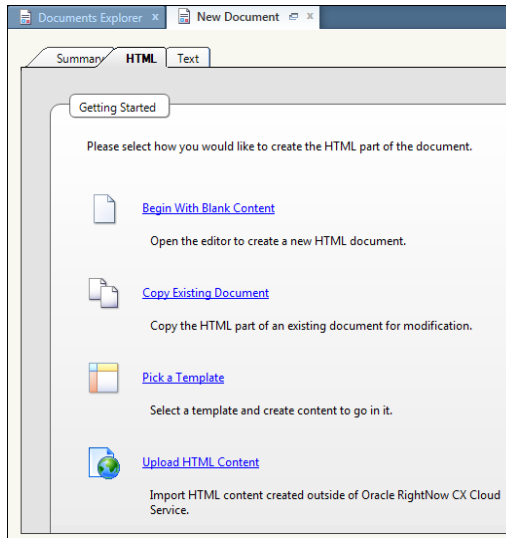 Documents Explorer x New Document x
Summary HTML Text
Getting Started
Please select how you would like to create the HTML part of the document.
Begin With Blank Content
Open the editor to create a new HTML document.
Copy Existing Document
Copy the HTML part of an existing document for modification.
Pick a Template
Select a template and create content to go in it.
Upload HTML Content
Import HTML content created outside of Oracle RightNow CX Cloud
Service.